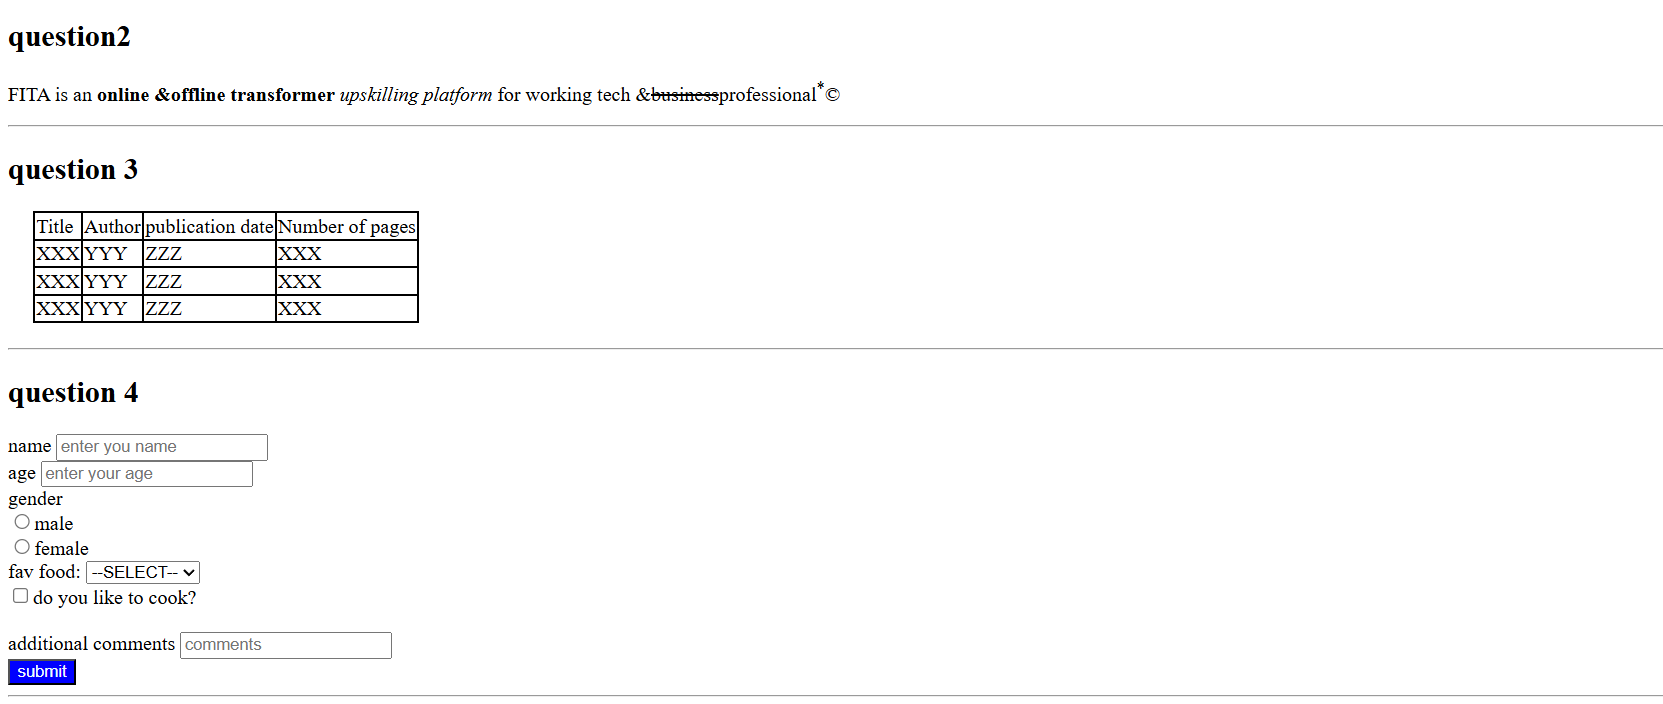 question2
FITA is an online &offline transformer upskilling platform for working tech &businessprofessional*©
question 3
Title Author publication date Number of pages
XXX YYY ZZZ XXX
XXX YYY ZZZ XXX
XXX YYY ZZZ XXX
question 4
name enter you name
age enter your age
gender
male
female
fav food: --SELECT--
do you like to cook?
additional comments comments
submit